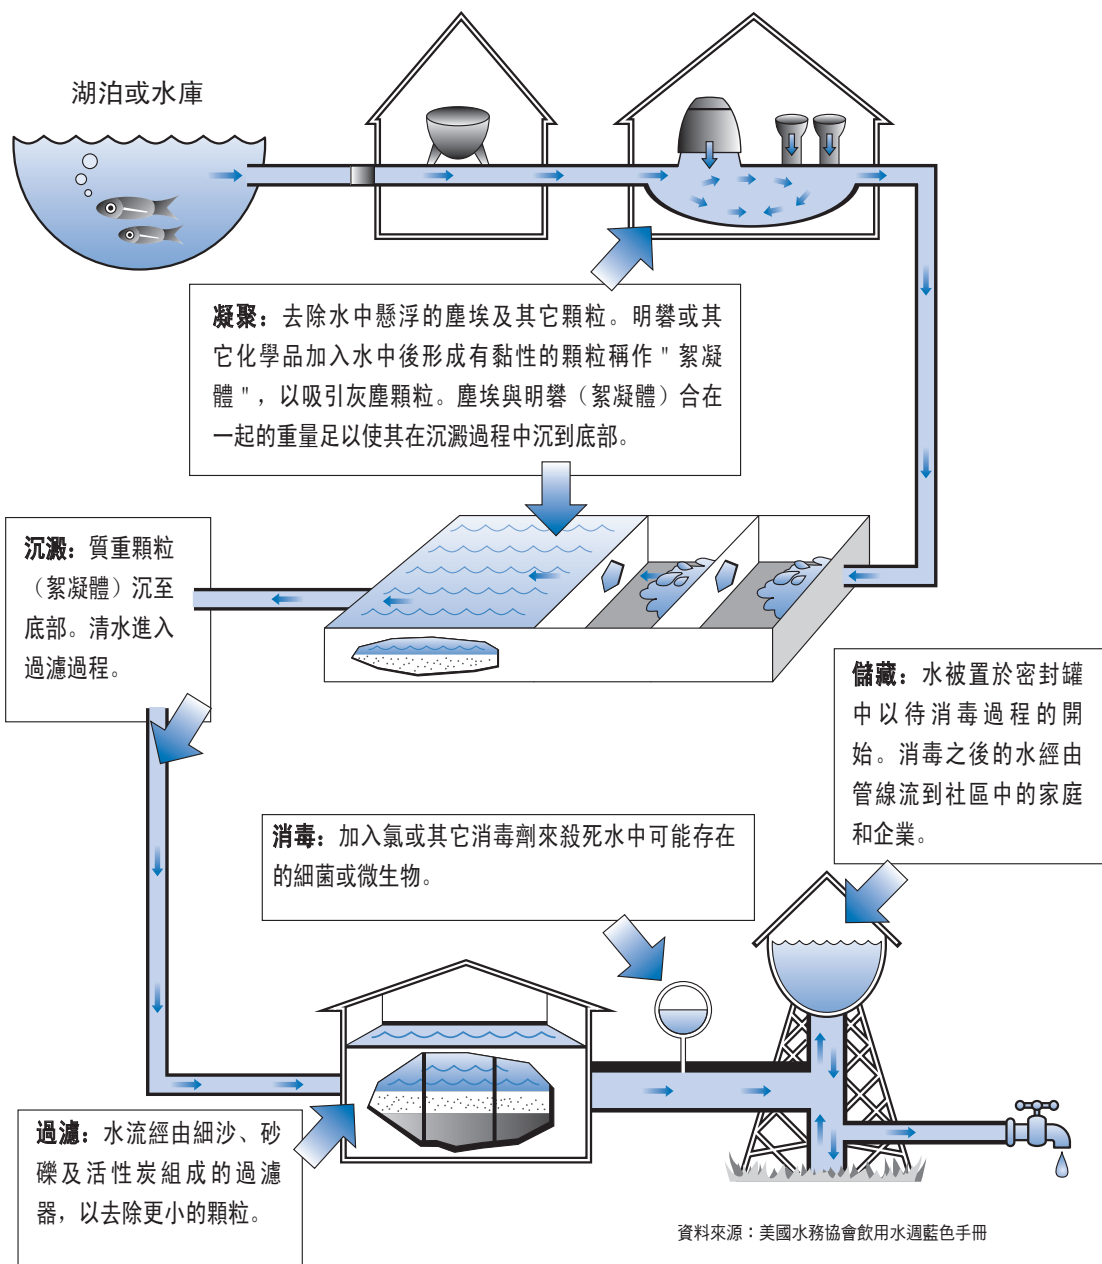 湖泊或水庫
凝聚：去除水中懸浮的塵埃及其它顆粒。明礬或其
它化學品加入水中後形成有黏性的顆粒稱作＂絮凝
體＂，以吸引灰塵顆粒。塵埃與明礬（絮凝體）合在
一起的重量足以使其在沉澱過程中沉到底部。
沉澱：質重顆粒
（絮凝體）沉至
底部。清水進入
過濾過程。
儲藏：水被置於密封罐
中以待消毒過程的開
始。消毒之後的水經由
管線流到社區中的家庭
和企業。
消毒：加入氯或其它消毒劑來殺死水中可能存在
的細菌或微生物。
過濾：水流經由細沙、砂
礫及活性炭組成的過濾
器，以去除更小的顆粒。
資料來源：美國水務協會飲用水週藍色手冊